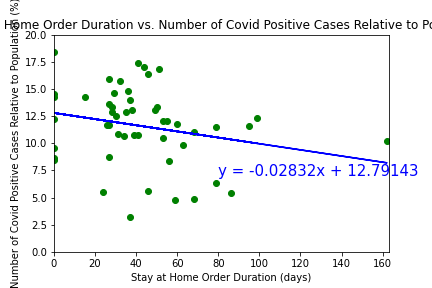 Home Order Duration vs. Number of Covid Positive Cases Relative to Po
Number of Covid Positive Cases Relative to Population (%)
20.0
17.5
15.0
12.5
10.0
7.5
5.0
2.5
0.0
y = -0.02832x + 12.79143
0 20 40 60 80 100 120 140 160
Stay at Home Order Duration (days)